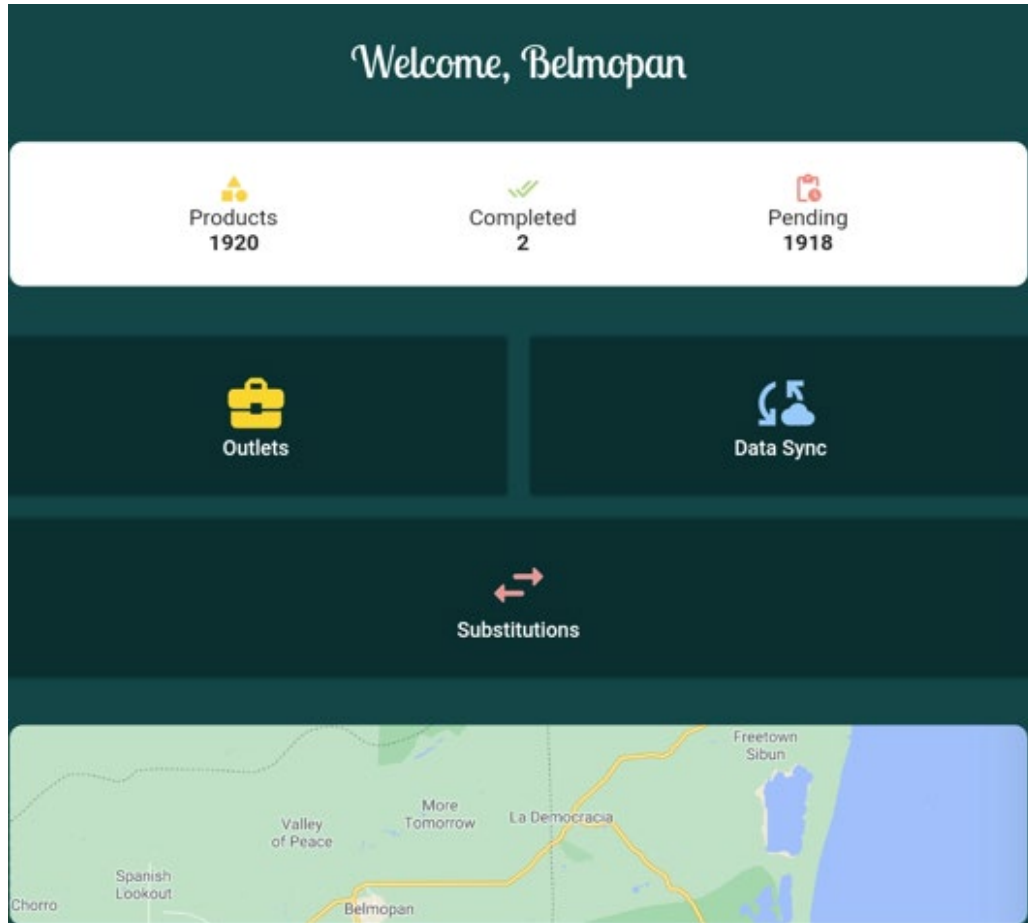 Welcome, Belmopan
Products
1920
Completed
2
Pending
1918
Outlets
Data Sync
Substitutions
Freetown
Sibun
More
Tomorrow
La Democracia
Valley
of Peace
Spanish
Lookout
Chorro
Belmopan